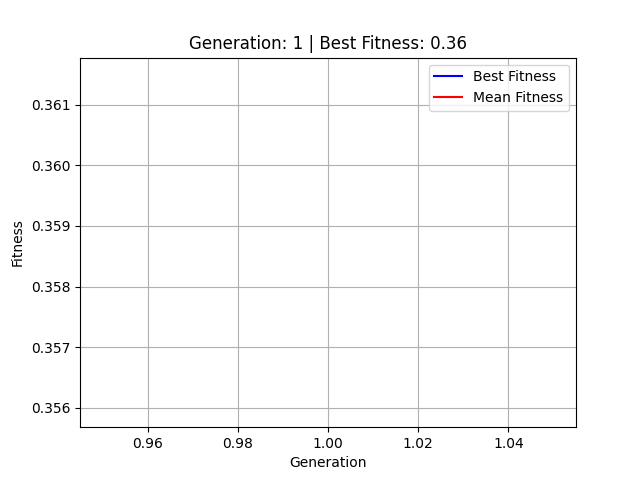 Generation: 1 | Best Fitness: 0.36
Best Fitness
Mean Fitness
0.361
0.360
0.359
0.358
0.357
0.356
Fitness
0.96
0.98
1.00
1.02
1.04
Generation